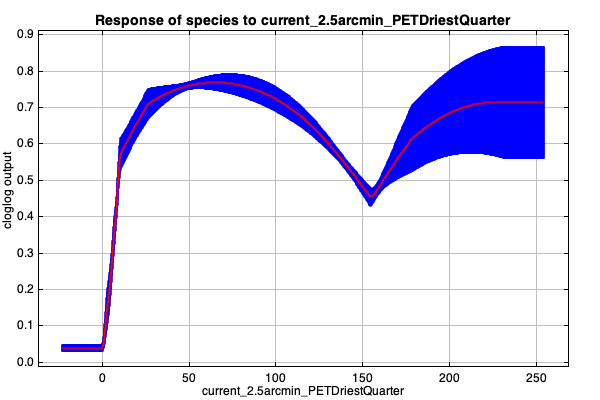 Response of species to current_2.5arcmin_PETDriestQuarter
0.9
0.8
0.7
0.6
0.5
0.4
0.3
0.2
0.1
0.0
cloglog output
0 50 100 150 200 250
current_2.5arcmin_PETDriestQuarter